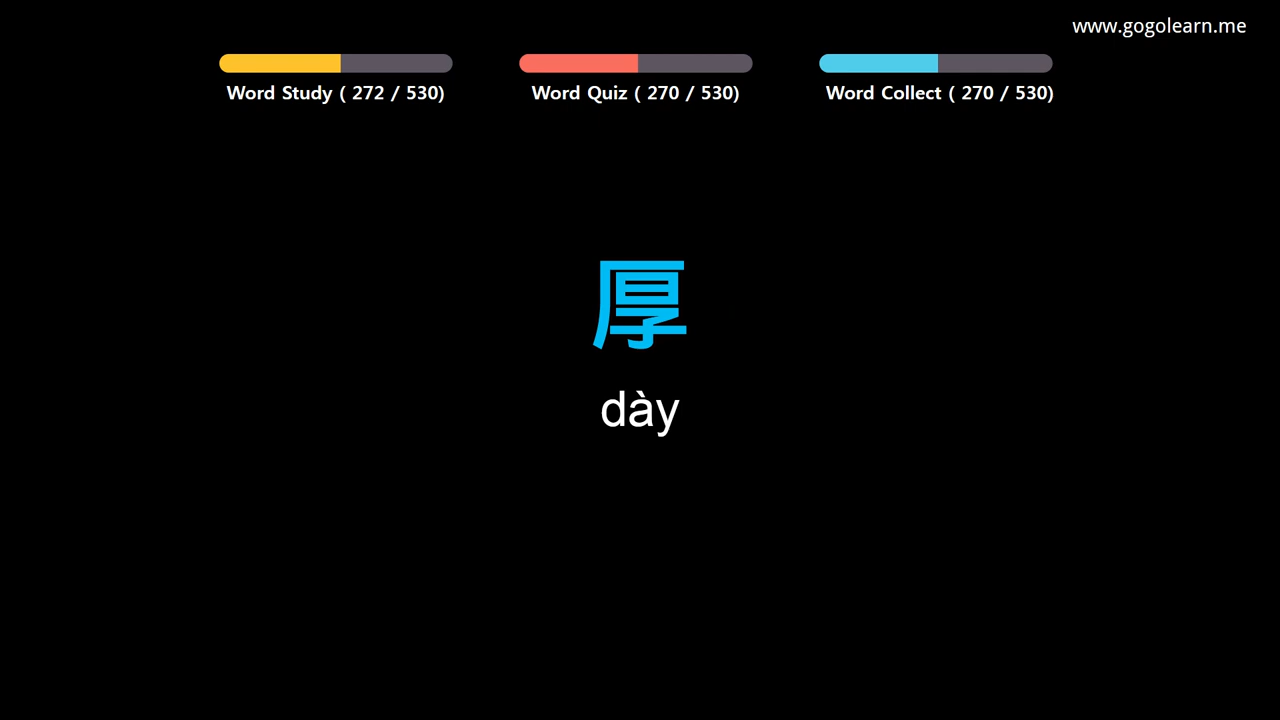 www.gogolearn.me
Word Study ( 272 / 530)
Word Quiz ( 270 / 530)
Word Collect ( 270 / 530)
厚
dày